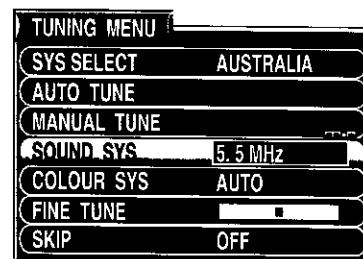 TUNING MENU
SYS SELECT AUSTRALIA
AUTO TUNE
MANUAL TUNE
SOUND SYS 5.5 MHz
COLOUR SYS AUTO
FINE TUNE
SKIP OFF